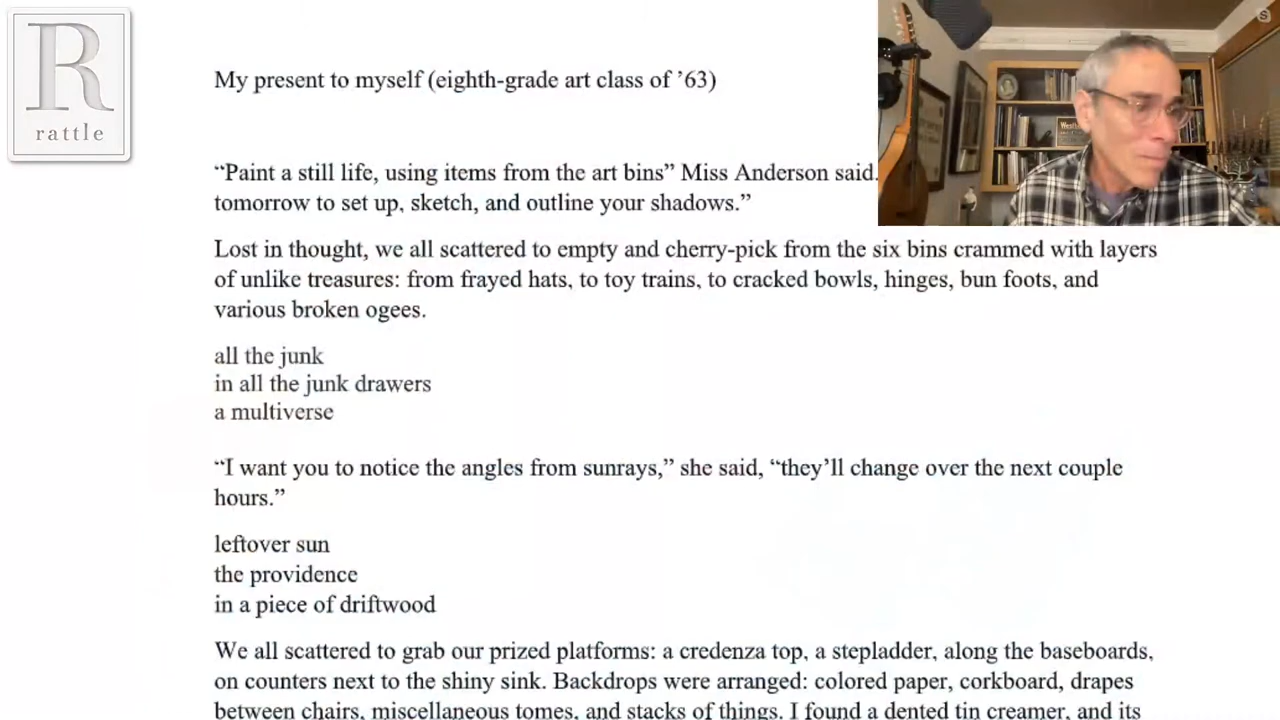 R
rattle
My present to myself (eighth-grade art class of ’63)
“Paint a still life, using items from the art bins” Miss Anderson said.
tomorrow to set up, sketch, and outline your shadows.”
Lost in thought, we all scattered to empty and cherry-pick from the six bins crammed with layers
of unlike treasures: from frayed hats, to toy trains, to cracked bowls, hinges, bun foots, and
various broken ogees.
all the junk
in all the junk drawers
a multiverse
“I want you to notice the angles from sunrays,” she said, “they’ll change over the next couple
hours.”
leftover sun
the providence
in a piece of driftwood
We all scattered to grab our prized platforms: a credenza top, a stepladder, along the baseboards,
on counters next to the shiny sink. Backdrops were arranged: colored paper, corkboard, drapes
between chairs, miscellaneous tomes, and stacks of things. I found a dented tin creamer, and its